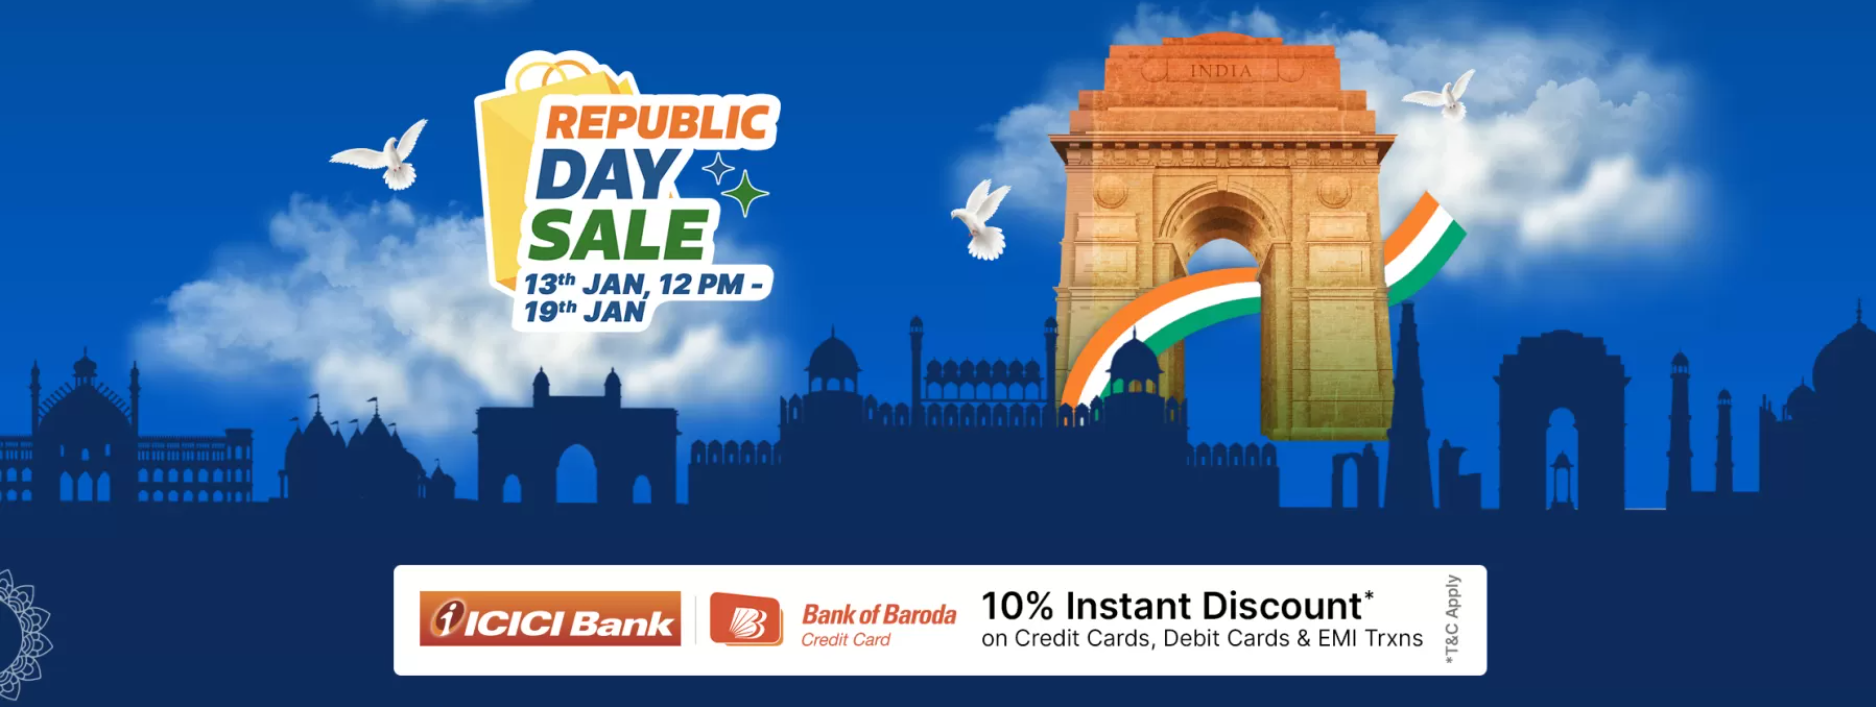 REPUBLIC
DAY
SALE
13th JAN, 12 PM -
19th JAN
INDIA
i ICICI Bank
Bank of Baroda
Credit Card
10% Instant Discount*
on Credit Cards, Debit Cards & EMI Trxns
*T&C Apply